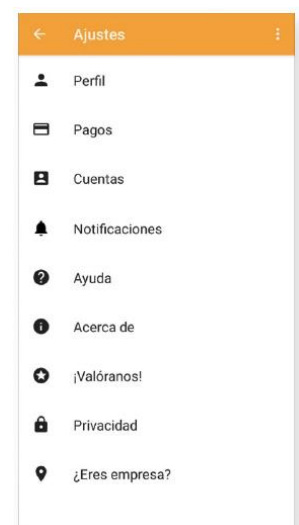 Ajustes
Perfil
Pagos
Cuentas
Notificaciones
Ayuda
Acerca de
¡Valóranos!
Privacidad
¿Eres empresa?